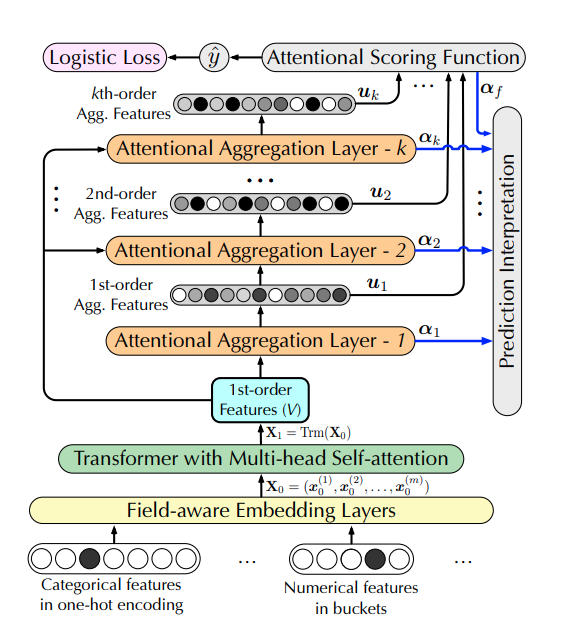 Logistic Loss
ŷ
Attentional Scoring Function
kth-order
Agg. Features
u_k
...
α_f
Attentional Aggregation Layer - k
α_k
...
2nd-order
Agg. Features
u_2
Attentional Aggregation Layer - 2
α_2
1st-order
Agg. Features
u_1
Attentional Aggregation Layer - 1
α_1
Prediction Interpretation
1st-order
Features (V)
X_1 = Trm(X_0)
Transformer with Multi-head Self-attention
X_0 = (x_0^(1), x_0^(2), ..., x_0^(m))
Field-aware Embedding Layers
... ...
Categorical features
in one-hot encoding
Numerical features
in buckets